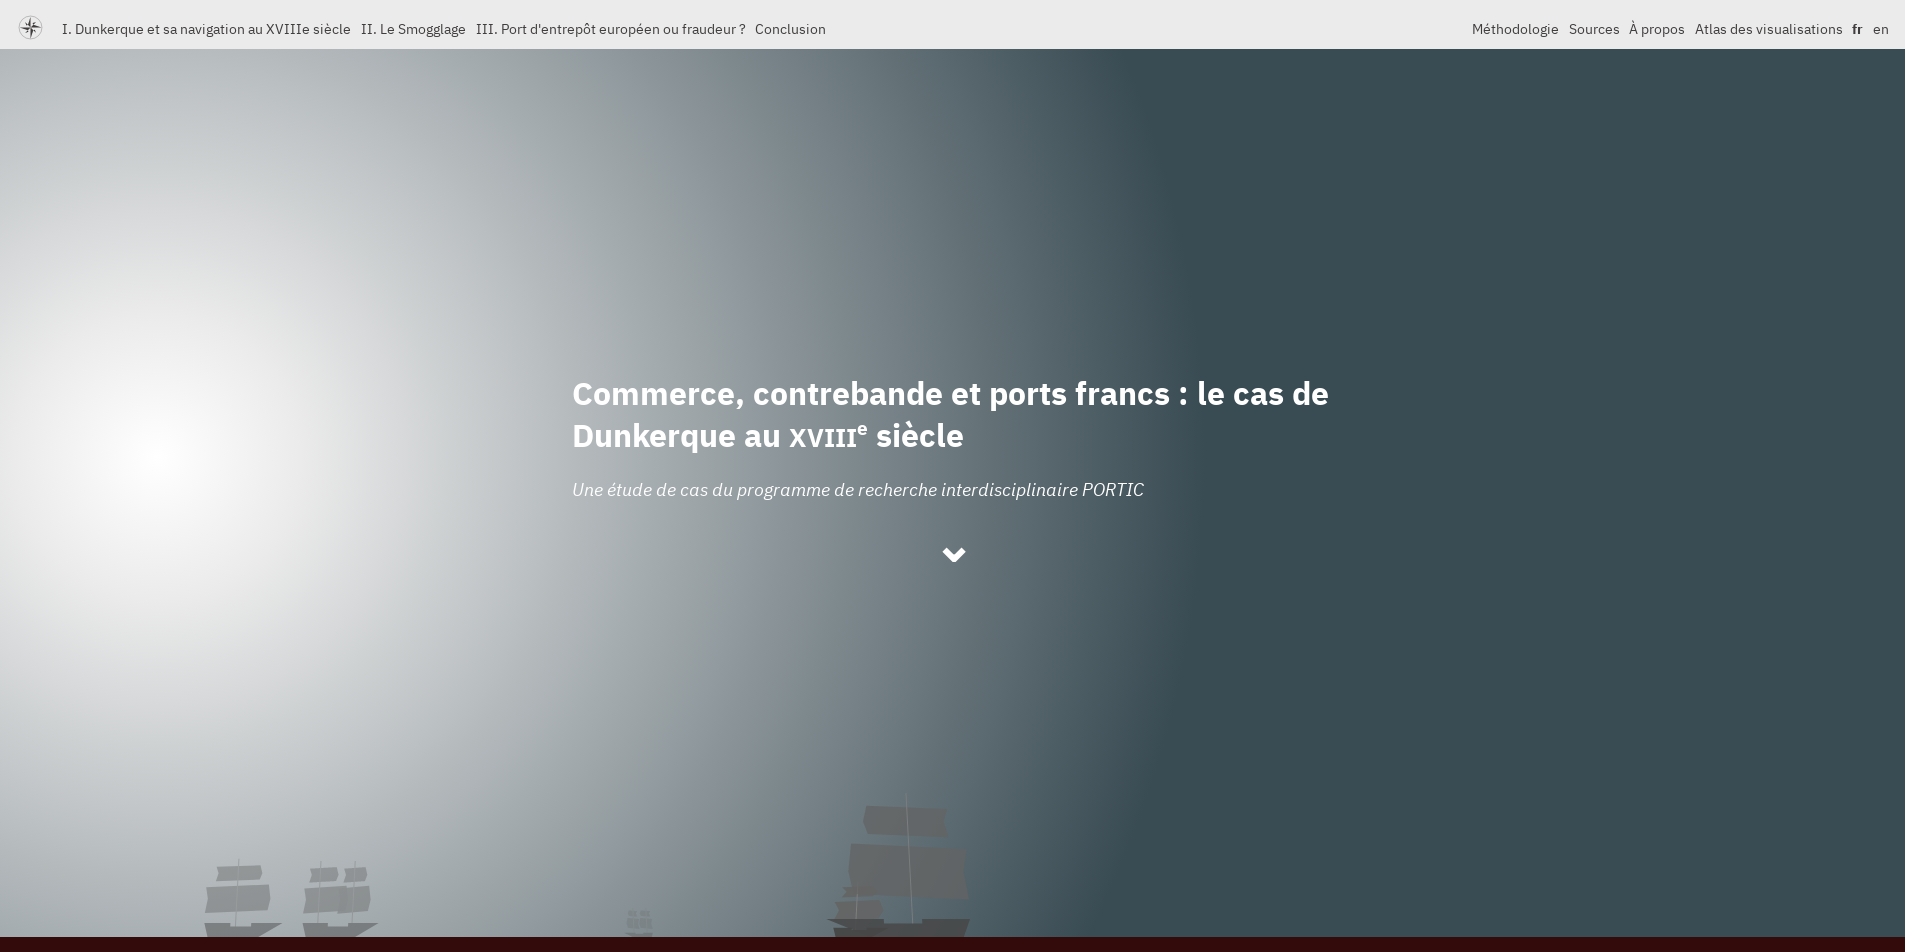 I. Dunkerque et sa navigation au XVIIIe siècle II. Le Smogglage III. Port d'entrepôt européen ou fraudeur ? Conclusion Méthodologie Sources À propos Atlas des visualisations fr en
Commerce, contrebande et ports francs : le cas de
Dunkerque au XVIIIe siècle
Une étude de cas du programme de recherche interdisciplinaire PORTIC